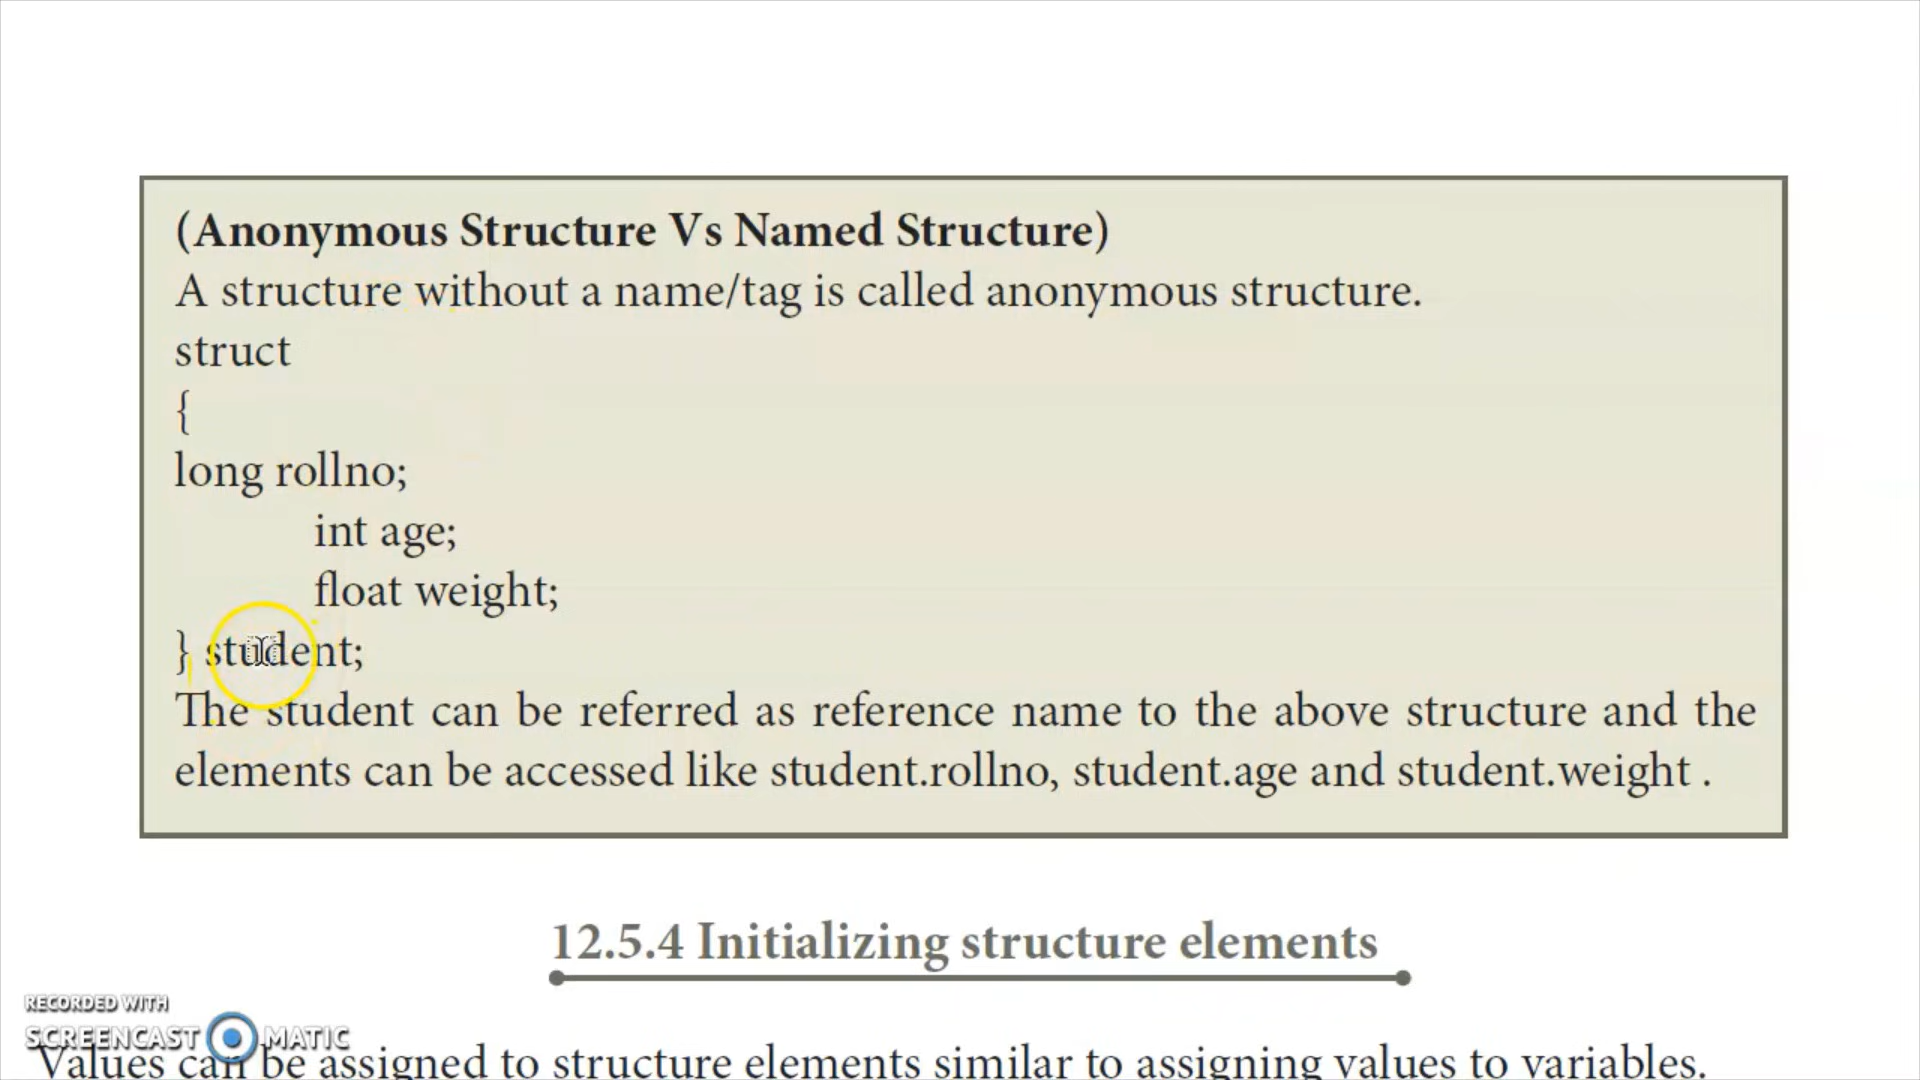 (Anonymous Structure Vs Named Structure)
A structure without a name/tag is called anonymous structure.
struct
{
long rollno;
int age;
float weight;
} student;
The student can be referred as reference name to the above structure and the
elements can be accessed like student.rollno, student.age and student.weight .
12.5.4 Initializing structure elements
RECORDED WITH
SCREENCAST MATIC
Values can be assigned to structure elements similar to assigning values to variables.